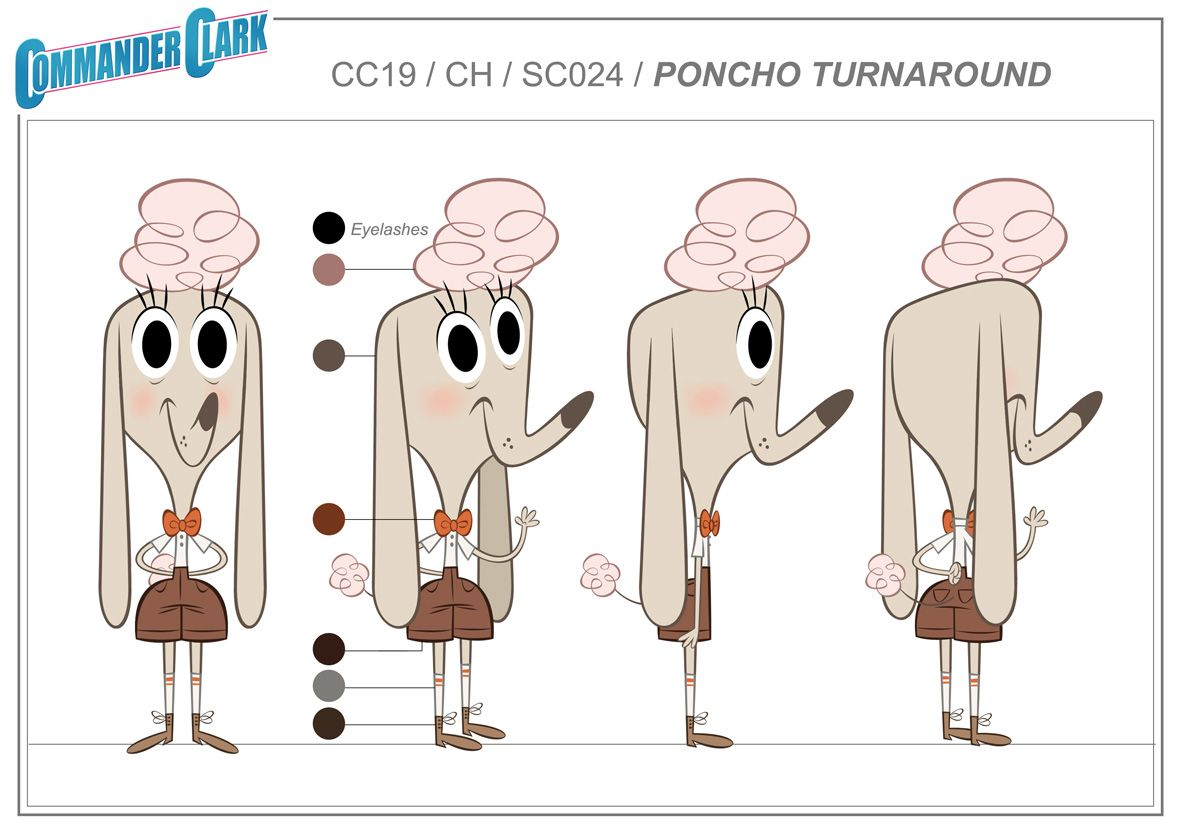 COMMANDER CLARK
CC19 / CH / SC024 / PONCHO TURNAROUND
Eyelashes